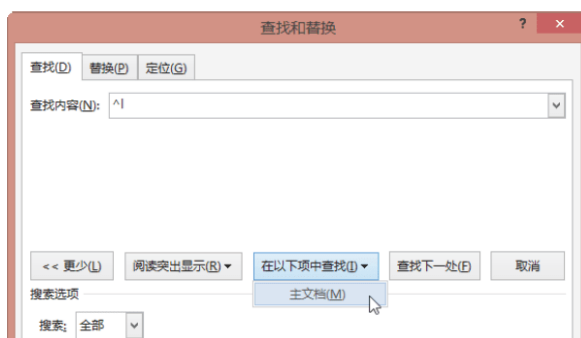 查找和替换
查找(D) 替换(P) 定位(G)
查找内容(N): ^l
<< 更少(L) 阅读突出显示(R) 在以下项中查找(I) 查找下一处(F) 取消
搜索选项 主文档(M)
搜索: 全部